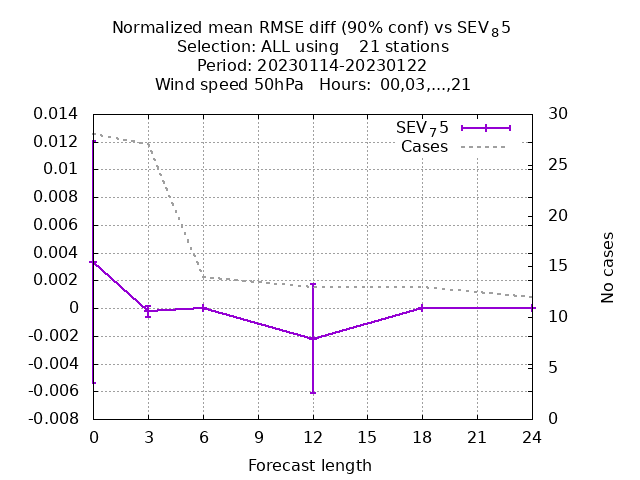 Normalized mean RMSE diff (90% conf) vs SEV₈5
Selection: ALL using    21 stations
Period: 20230114-20230122
Wind speed 50hPa   Hours:  00,03,...,21
SEV₇5
Cases
0.014
0.012
0.01
0.008
0.006
0.004
0.002
0
-0.002
-0.004
-0.006
-0.008
30
25
20
15
10
5
0
No cases
0 3 6 9 12 15 18 21 24
Forecast length